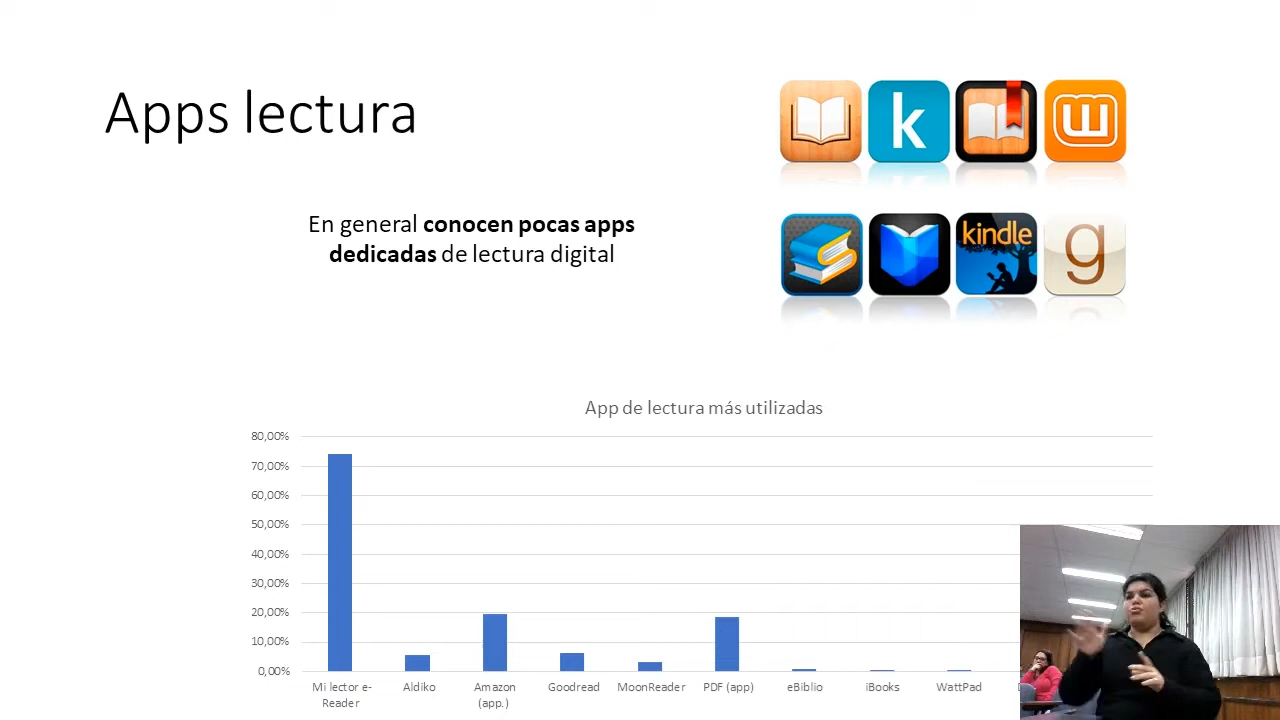 Apps lectura
k
kindle
g
En general conocen pocas apps
dedicadas de lectura digital
App de lectura más utilizadas
80,00%
70,00%
60,00%
50,00%
40,00%
30,00%
20,00%
10,00%
0,00%
Mi lector e-
Reader
Aldiko
Amazon
(app.)
Goodread
MoonReader
PDF (app)
eBiblio
iBooks
WattPad